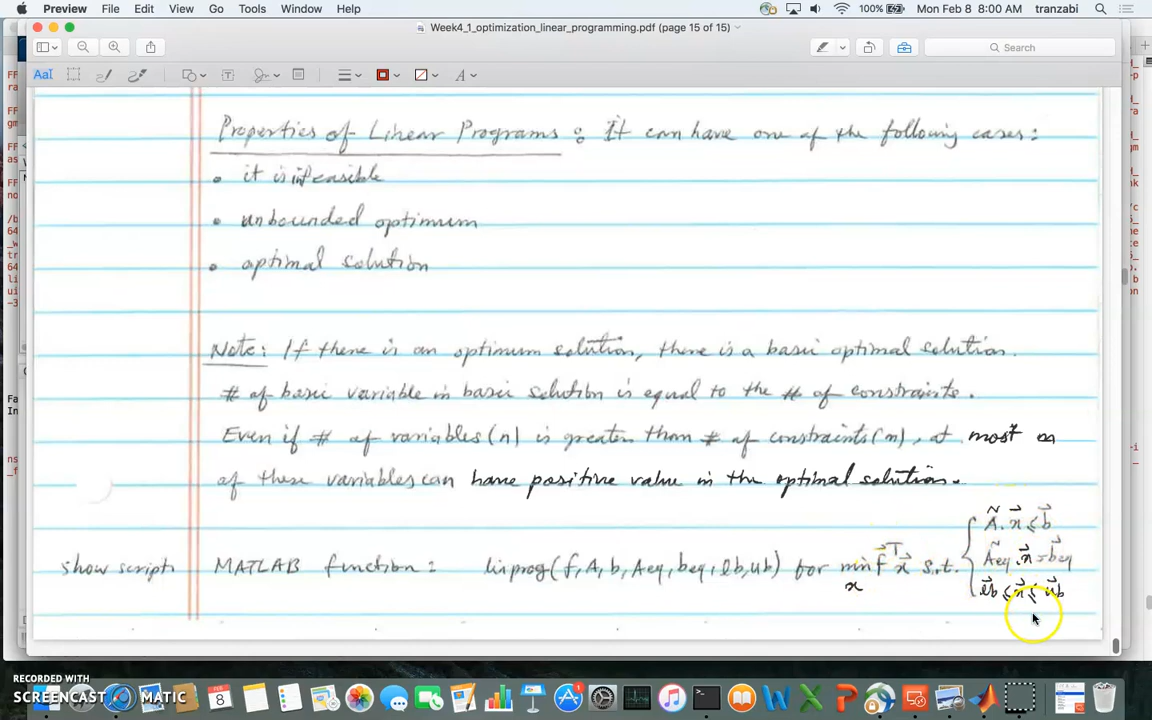 Preview File Edit View Go Tools Window Help 100% Mon Feb 8 8:00 AM tranzabi
Week4_1_optimization_linear_programming.pdf (page 15 of 15)
Search
Properties of Linear Programs : It can have one of the following cases:
• it is infeasible
• unbounded optimum
• optimal solution
Note: If there is an optimum solution, there is a basic optimal solution.
# of basic variable in basic solution is equal to the # of constraints.
Even if # of variables (n) is greater than # of constraints (m), at most m
of these variables can have positive value in the optimal solution.
show script MATLAB function : linprog(f, A, b, Aeq, beq, lb, ub) for min f^T x s.t. { A . x ≤ b
x Aeq . x = beq
lb ≤ x ≤ ub
RECORDED WITH
SCREENCAST MATIC
FEB
8